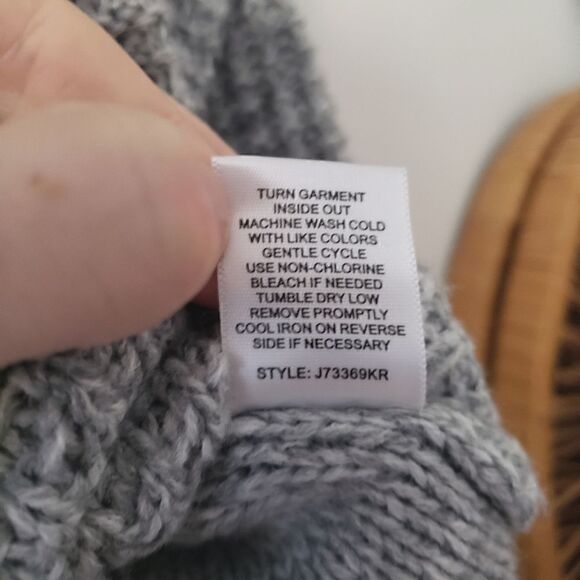 TURN GARMENT
INSIDE OUT
MACHINE WASH COLD
WITH LIKE COLORS
GENTLE CYCLE
USE NON-CHLORINE
BLEACH IF NEEDED
TUMBLE DRY LOW
REMOVE PROMPTLY
COOL IRON ON REVERSE
SIDE IF NECESSARY
STYLE: J73369KR